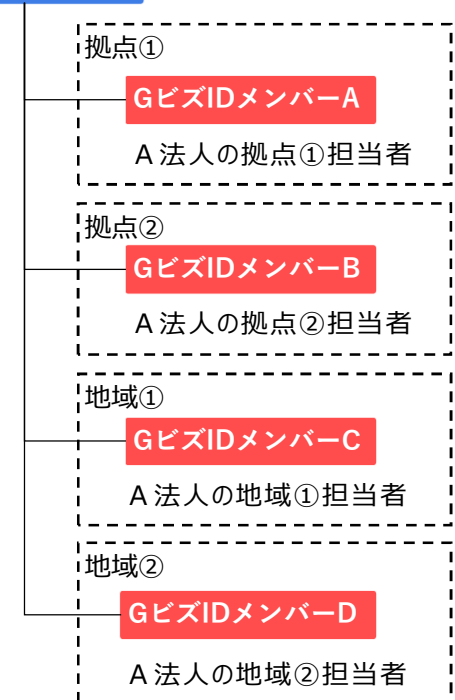 拠点①
GビズIDメンバーA
A法人の拠点①担当者
拠点②
GビズIDメンバーB
A法人の拠点②担当者
地域①
GビズIDメンバーC
A法人の地域①担当者
地域②
GビズIDメンバーD
A法人の地域②担当者